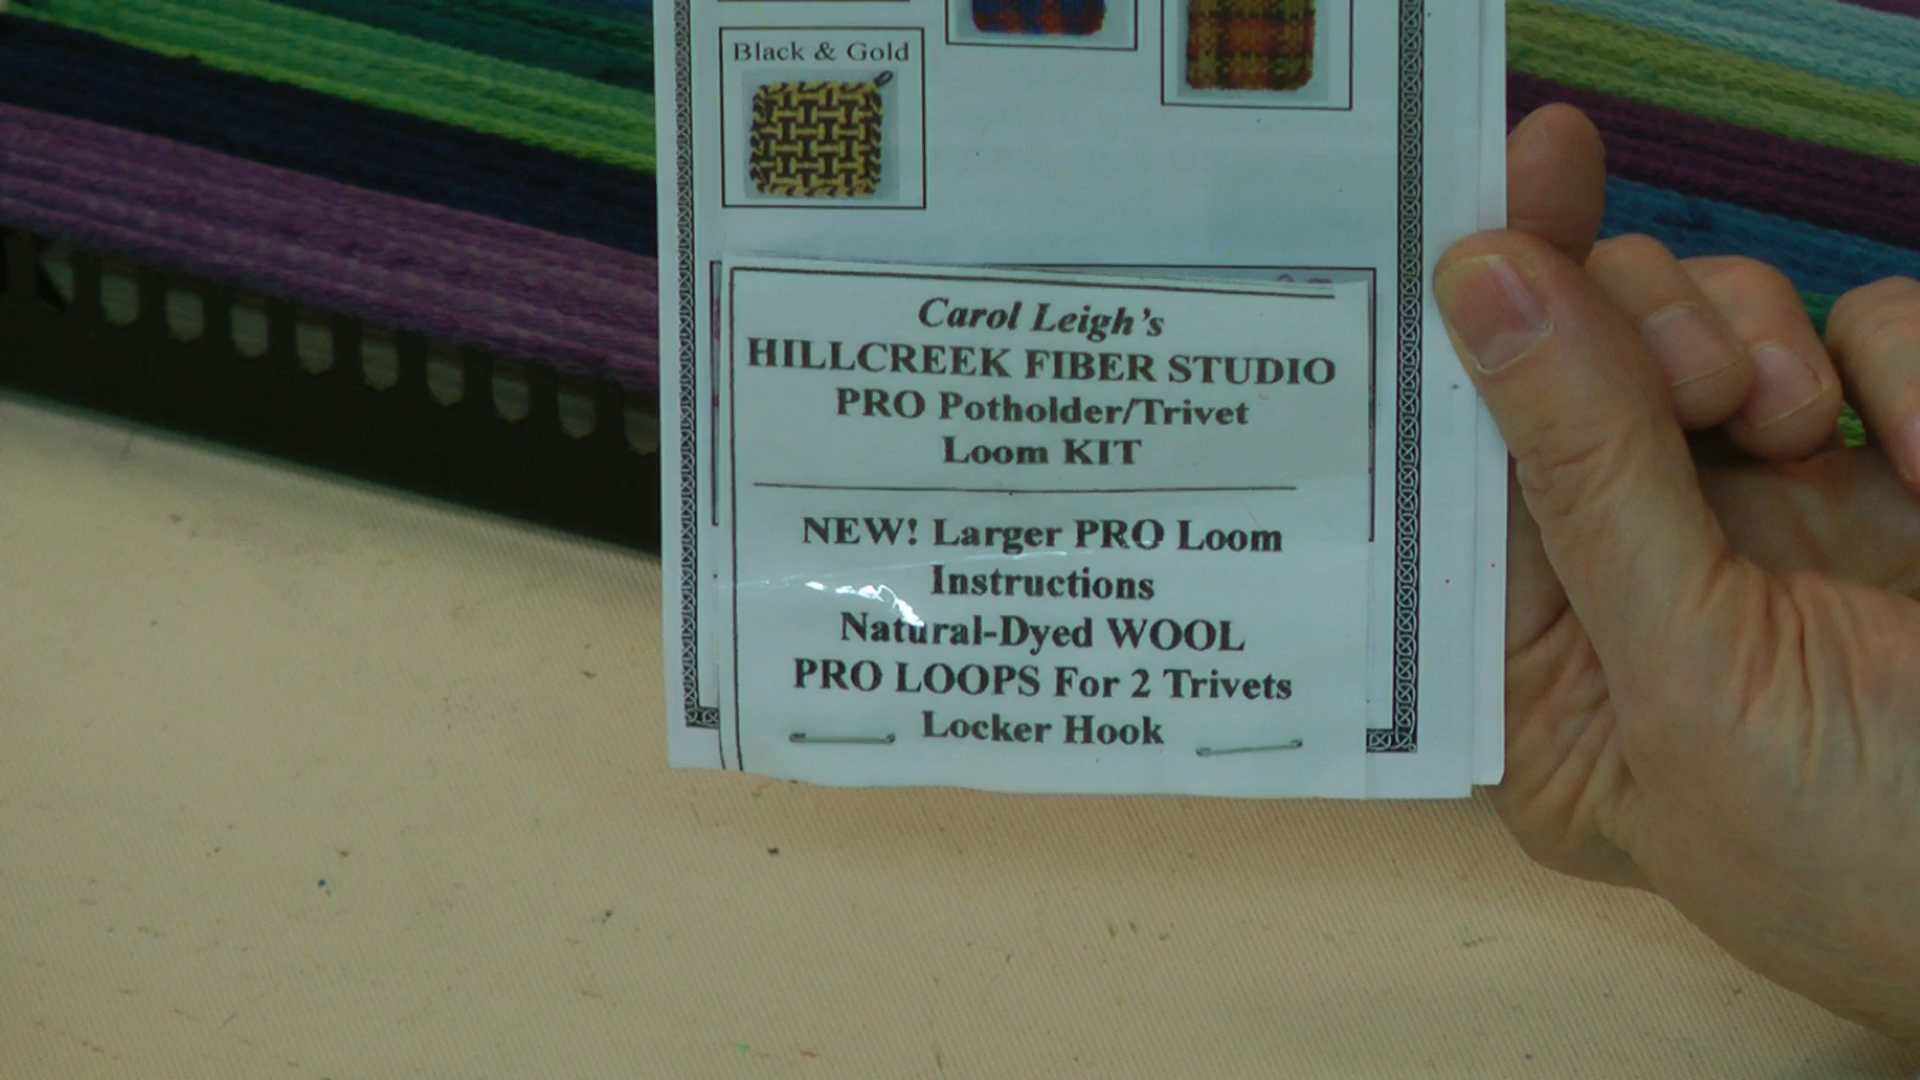 Black & Gold
Carol Leigh's
HILLCREEK FIBER STUDIO
PRO Potholder/Trivet
Loom KIT
NEW! Larger PRO Loom
Instructions
Natural-Dyed WOOL
PRO LOOPS For 2 Trivets
Locker Hook